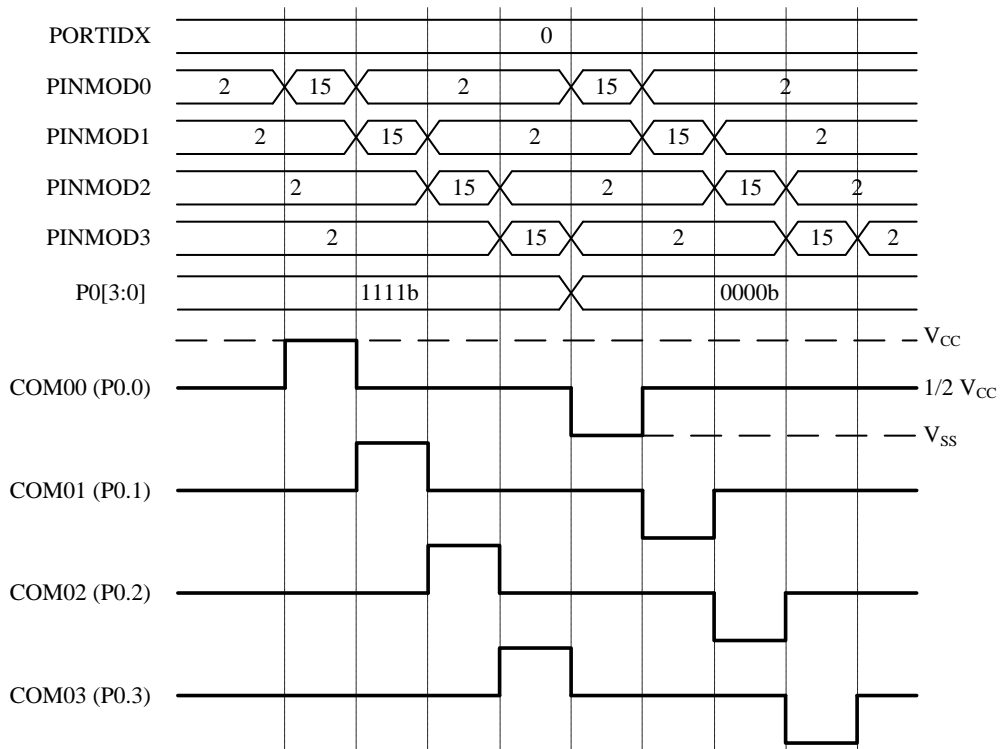 PORTIDX 0
PINMOD0 2 15 2 15 2
PINMOD1 2 15 2 15 2
PINMOD2 2 15 2 15 2
PINMOD3 2 15 2 15 2
P0[3:0] 1111b 0000b
VCC
COM00 (P0.0) 1/2 VCC
VSS
COM01 (P0.1)
COM02 (P0.2)
COM03 (P0.3)